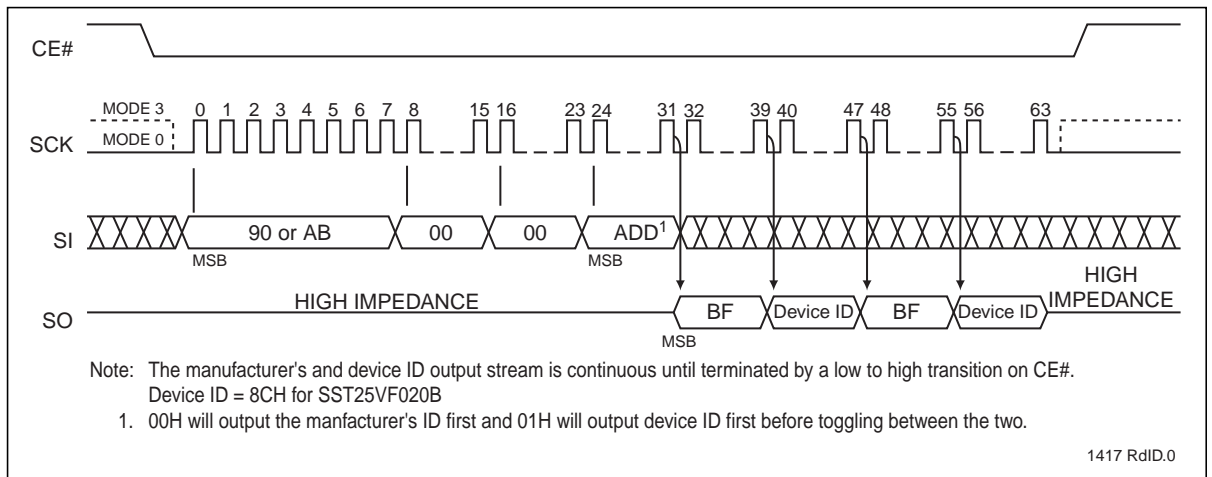 CE#
MODE 3 0 1 2 3 4 5 6 7 8 15 16 23 24 31 32 39 40 47 48 55 56 63
SCK MODE 0
SI 90 or AB 00 00 ADD1
MSB MSB
HIGH IMPEDANCE HIGH IMPEDANCE
SO BF Device ID BF Device ID
MSB
Note: The manufacturer's and device ID output stream is continuous until terminated by a low to high transition on CE#.
Device ID = 8CH for SST25VF020B
1. 00H will output the manfacturer's ID first and 01H will output device ID first before toggling between the two.
1417 RdID.0